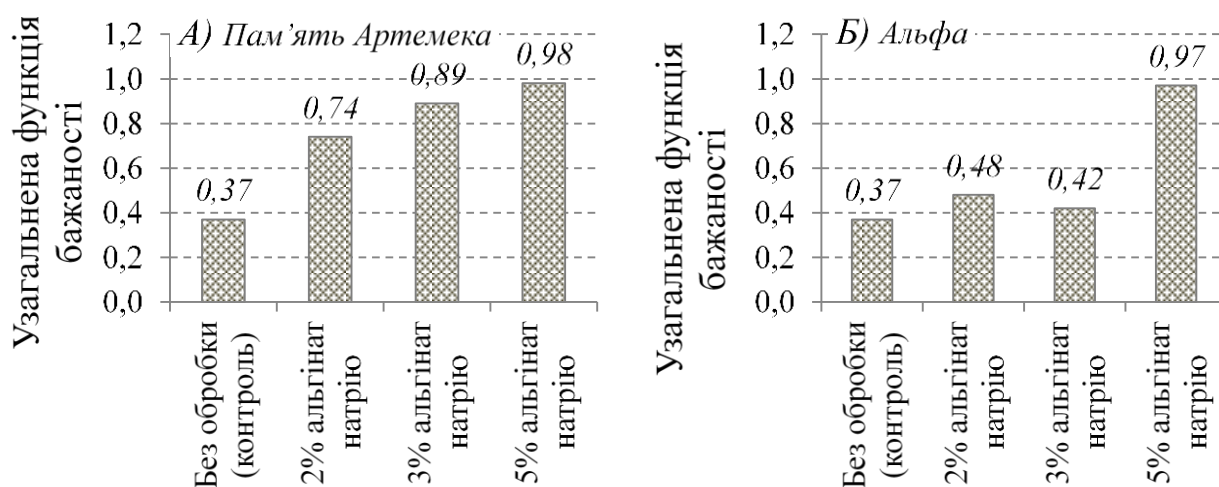 Узагальнена функція
бажаності
1,2
1,0
0,8
0,6
0,4
0,2
0,0
А) Пам’ять Артемека
0,37
0,74
0,89
0,98
Без обробки
(контроль)
2% альгінат
натрію
3% альгінат
натрію
5% альгінат
натрію
Узагальнена функція
бажаності
1,2
1,0
0,8
0,6
0,4
0,2
0,0
Б) Альфа
0,37
0,48
0,42
0,97
Без обробки
(контроль)
2% альгінат
натрію
3% альгінат
натрію
5% альгінат
натрію